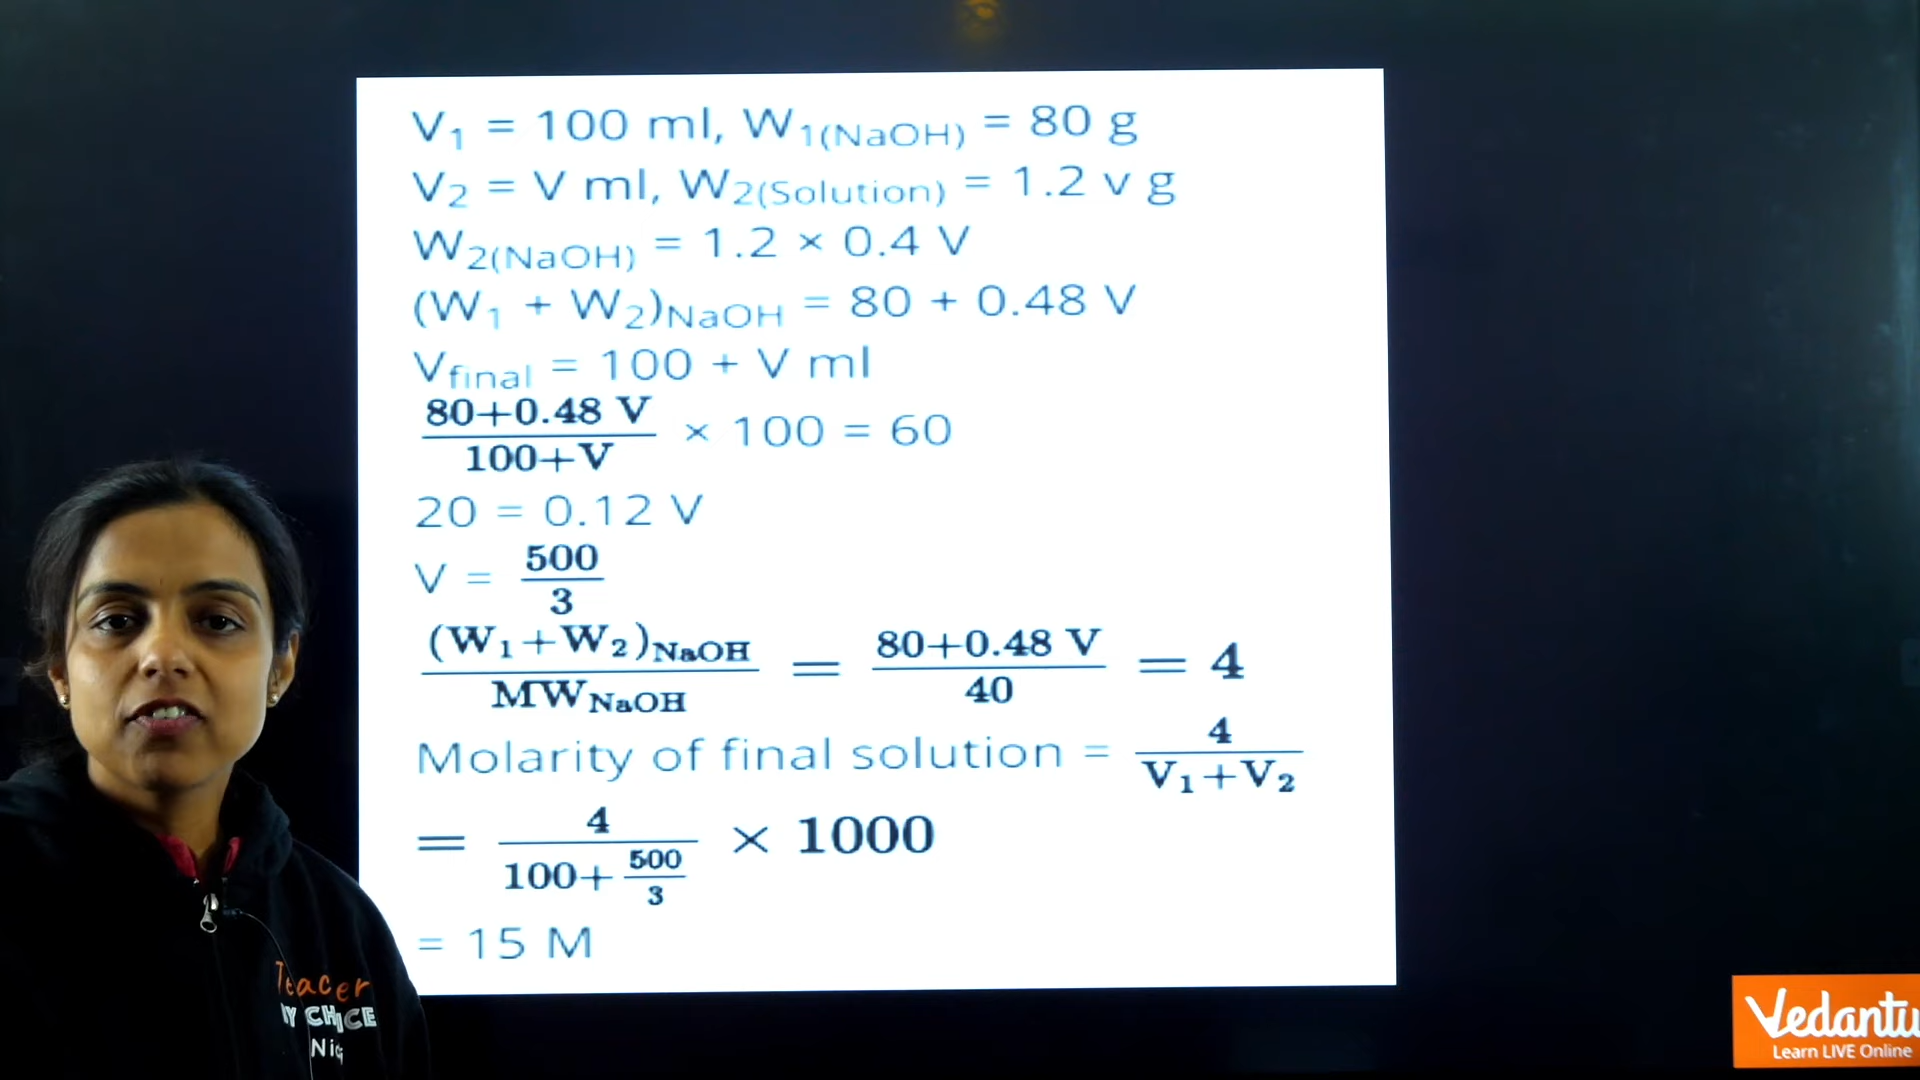 V₁ = 100 ml, W₁₍NaOH₎ = 80 g
V₂ = V ml, W₂₍Solution₎ = 1.2 v g
W₂₍NaOH₎ = 1.2 × 0.4 V
(W₁ + W₂)NaOH = 80 + 0.48 V
Vfinal = 100 + V ml
80+0.48 V / 100+V × 100 = 60
20 = 0.12 V
V = 500/3
(W₁+W₂)NaOH / MWNaOH = 80+0.48 V / 40 = 4
Molarity of final solution = 4 / V₁+V₂
= 4 / 100+ 500/3 × 1000
= 15 M
Teacer
BY CHOICE
Vedantu
Learn LIVE Online